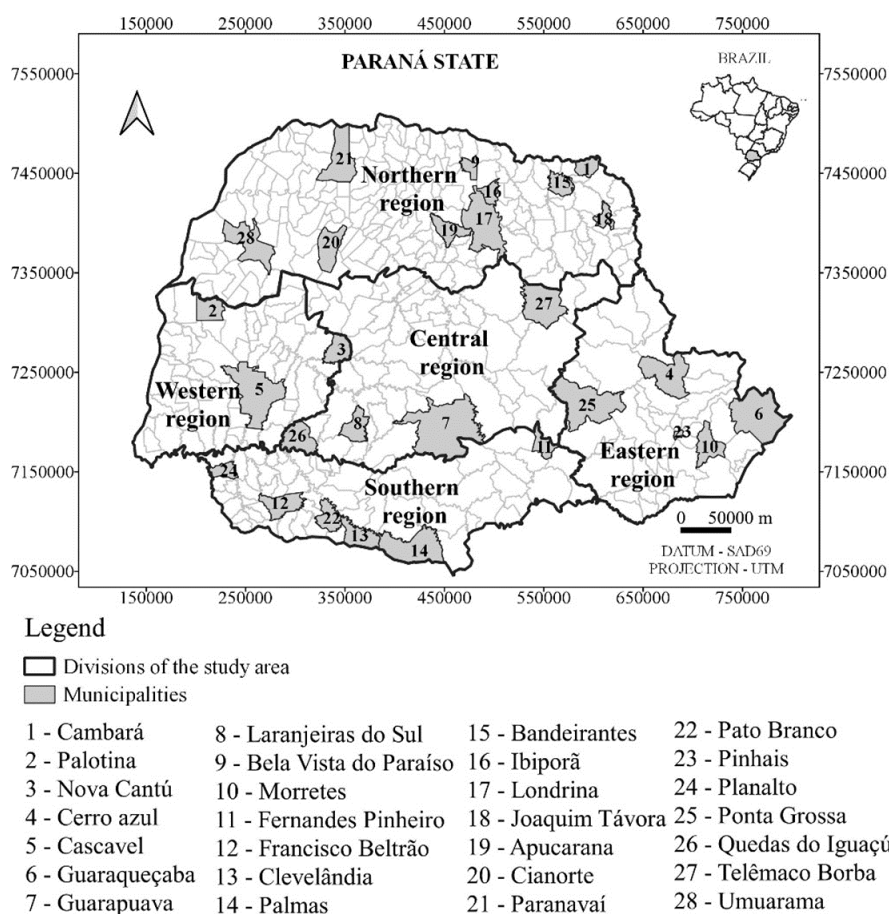 150000 250000 350000 450000 550000 650000 750000
PARANÁ STATE
BRAZIL
7550000 7550000
7450000 7450000
7350000 7350000
7250000 7250000
7150000 7150000
7050000 7050000
21
9
1
15
16
18
Northern
region
17
19
28
20
2
27
3
Central
region
4
Western
region
5
25
6
8
7
26
23
11
10
Eastern
region
24
Southern
region
12
22
13
14
0 50000 m
DATUM - SAD69
PROJECTION - UTM
150000 250000 350000 450000 550000 650000 750000
Legend
Divisions of the study area
Municipalities
1 - Cambará
2 - Palotina
3 - Nova Cantú
4 - Cerro azul
5 - Cascavel
6 - Guaraqueçaba
7 - Guarapuava
8 - Laranjeiras do Sul
9 - Bela Vista do Paraíso
10 - Morretes
11 - Fernandes Pinheiro
12 - Francisco Beltrão
13 - Clevelândia
14 - Palmas
15 - Bandeirantes
16 - Ibiporã
17 - Londrina
18 - Joaquim Távora
19 - Apucarana
20 - Cianorte
21 - Paranavaí
22 - Pato Branco
23 - Pinhais
24 - Planalto
25 - Ponta Grossa
26 - Quedas do Iguaçú
27 - Telêmaco Borba
28 - Umuarama